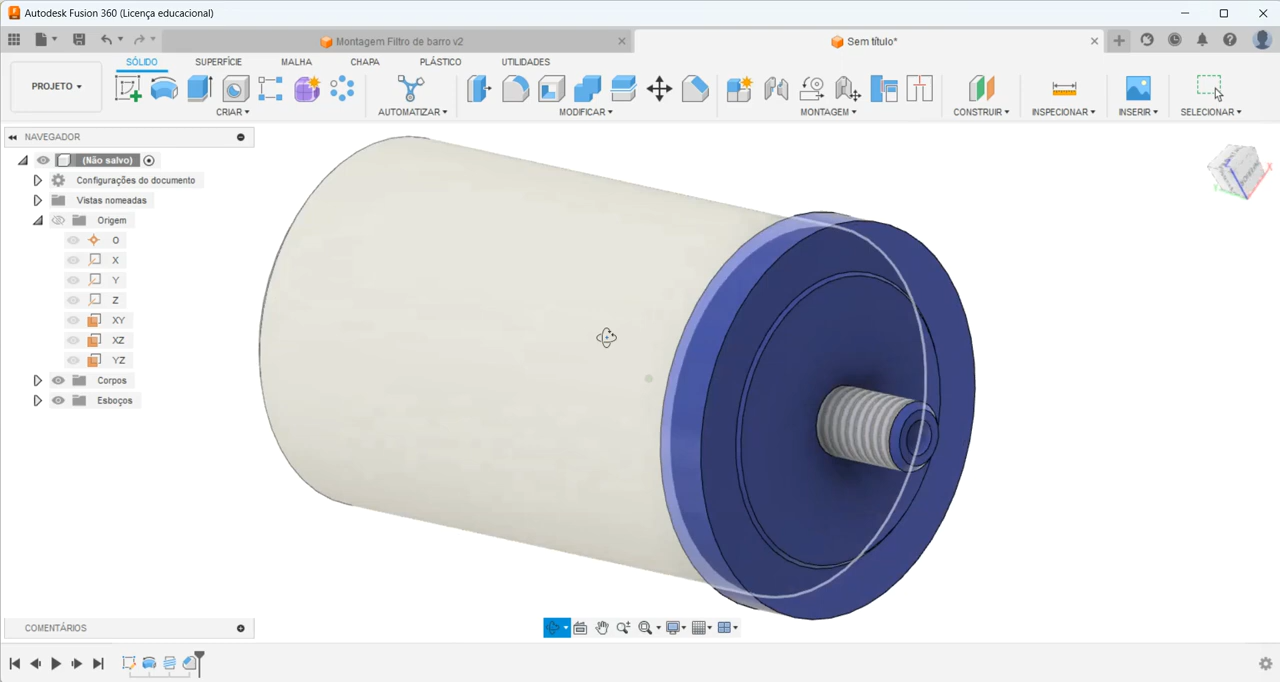 Autodesk Fusion 360 (Licença educacional)
Montagem Filtro de barro v2
Sem título*
SÓLIDO SUPERFÍCIE MALHA CHAPA PLÁSTICO UTILIDADES
PROJETO
CRIAR AUTOMATIZAR MODIFICAR MONTAGEM CONSTRUIR INSPECIONAR INSERIR SELECIONAR
NAVEGADOR
(Não salvo)
Configurações do documento
Vistas nomeadas
Origem
O
X
Y
Z
XY
XZ
YZ
Corpos
Esboços
X
COMENTÁRIOS